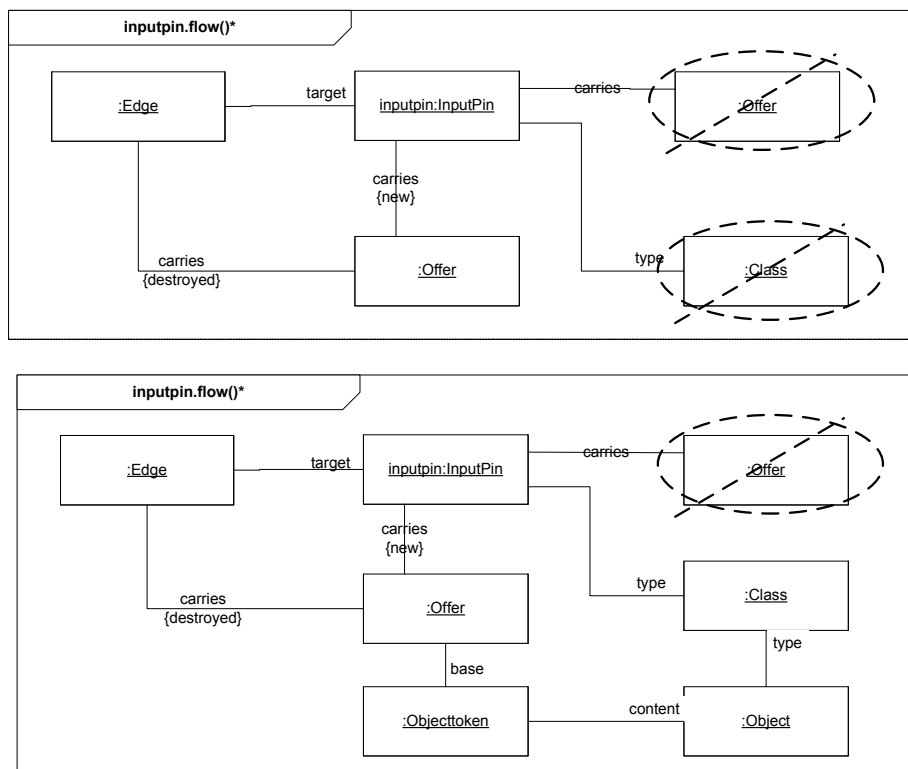 inputpin.flow()*
target
carries
:Edge
inputpin:InputPin
:Offer
carries
{new}
carries
{destroyed}
:Offer
type
:Class
inputpin.flow()*
:Edge
target
inputpin:InputPin
carries
:Offer
carries
{new}
carries
{destroyed}
:Offer
type
:Class
type
base
:Objecttoken
content
:Object